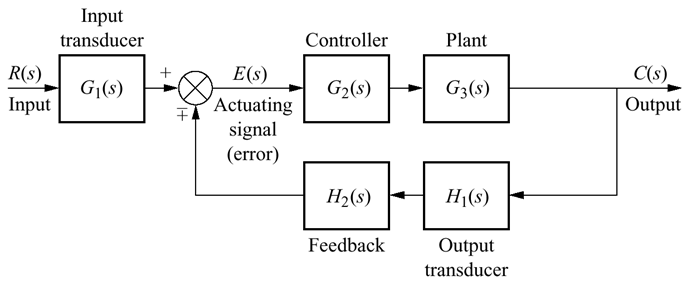 Input
transducer
Controller
Plant
R(s)
Input
G₁(s)
+
∓
E(s)
Actuating
signal
(error)
G₂(s)
G₃(s)
C(s)
Output
H₂(s)
H₁(s)
Feedback
Output
transducer